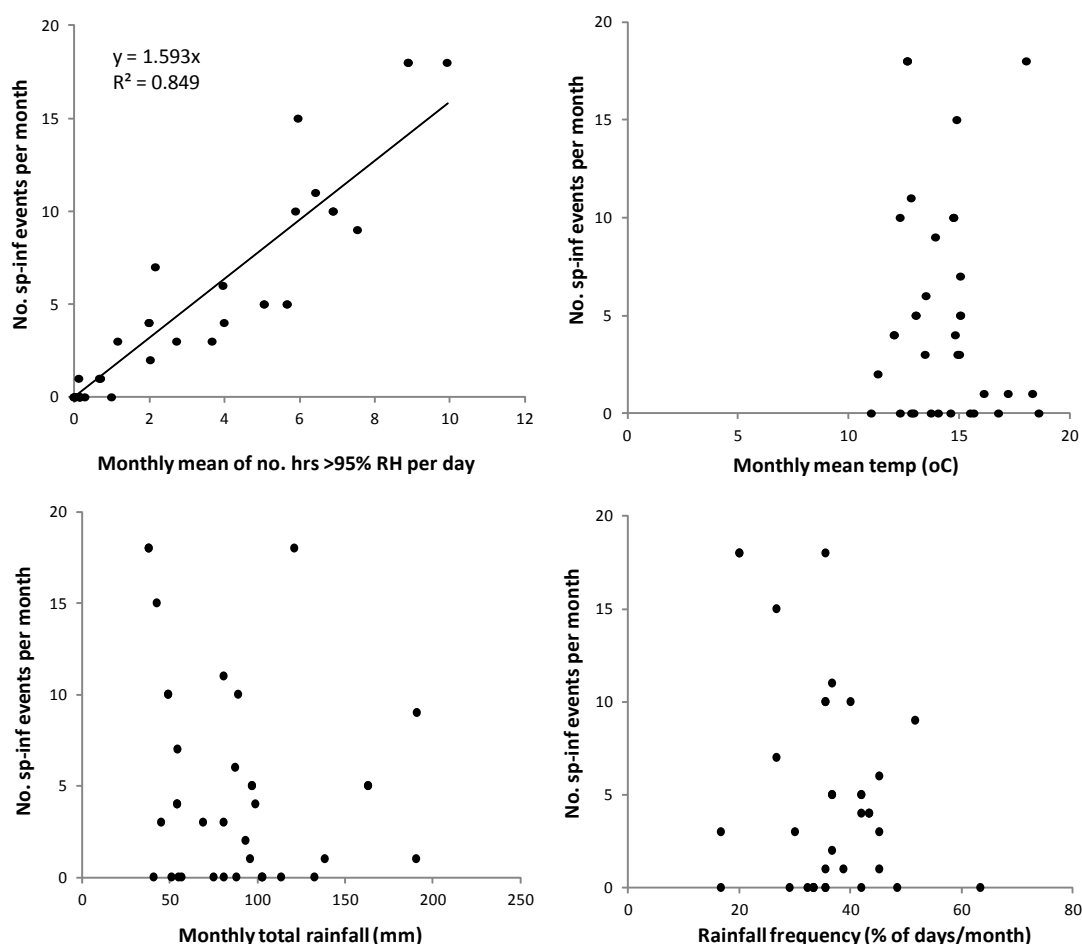 No. sp-inf events per month
20
15
10
5
0
y = 1.593x
R² = 0.849
0 2 4 6 8 10 12
Monthly mean of no. hrs >95% RH per day
No. sp-inf events per month
20
15
10
5
0
0 5 10 15 20
Monthly mean temp (oC)
No. sp-inf events per month
20
15
10
5
0
0 50 100 150 200 250
Monthly total rainfall (mm)
No. sp-inf events per month
20
15
10
5
0
0 20 40 60 80
Rainfall frequency (% of days/month)